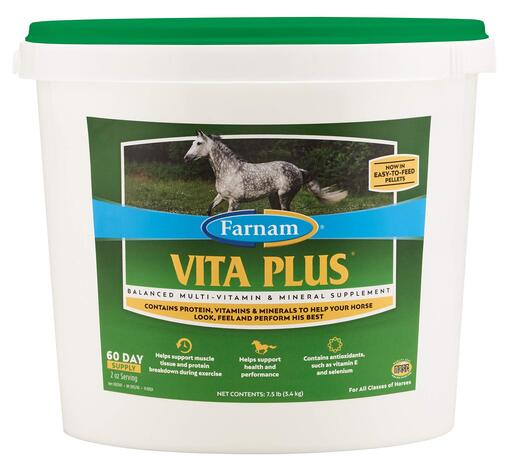 NOW IN
EASY-TO-FEED
PELLETS
Farnam®
VITA PLUS®
BALANCED MULTI-VITAMIN & MINERAL SUPPLEMENT
CONTAINS PROTEIN, VITAMINS & MINERALS TO HELP YOUR HORSE
LOOK, FEEL AND PERFORM HIS BEST
60 DAY
SUPPLY
2 oz Serving
Helps support muscle
tissue and protein
breakdown during exercise
Helps support
health and
performance
Contains antioxidants,
such as vitamin E
and selenium
NET CONTENTS: 7.5 lb (3.4 kg)
For All Classes of Horses